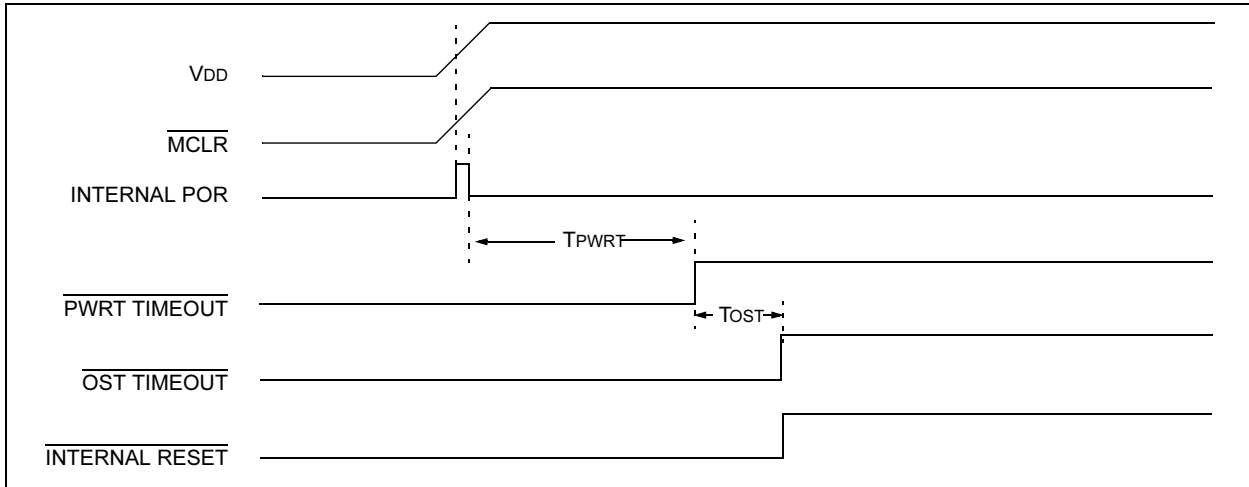 VDD
MCLR
INTERNAL POR
TPWRT
PWRT TIMEOUT
TOST
OST TIMEOUT
INTERNAL RESET